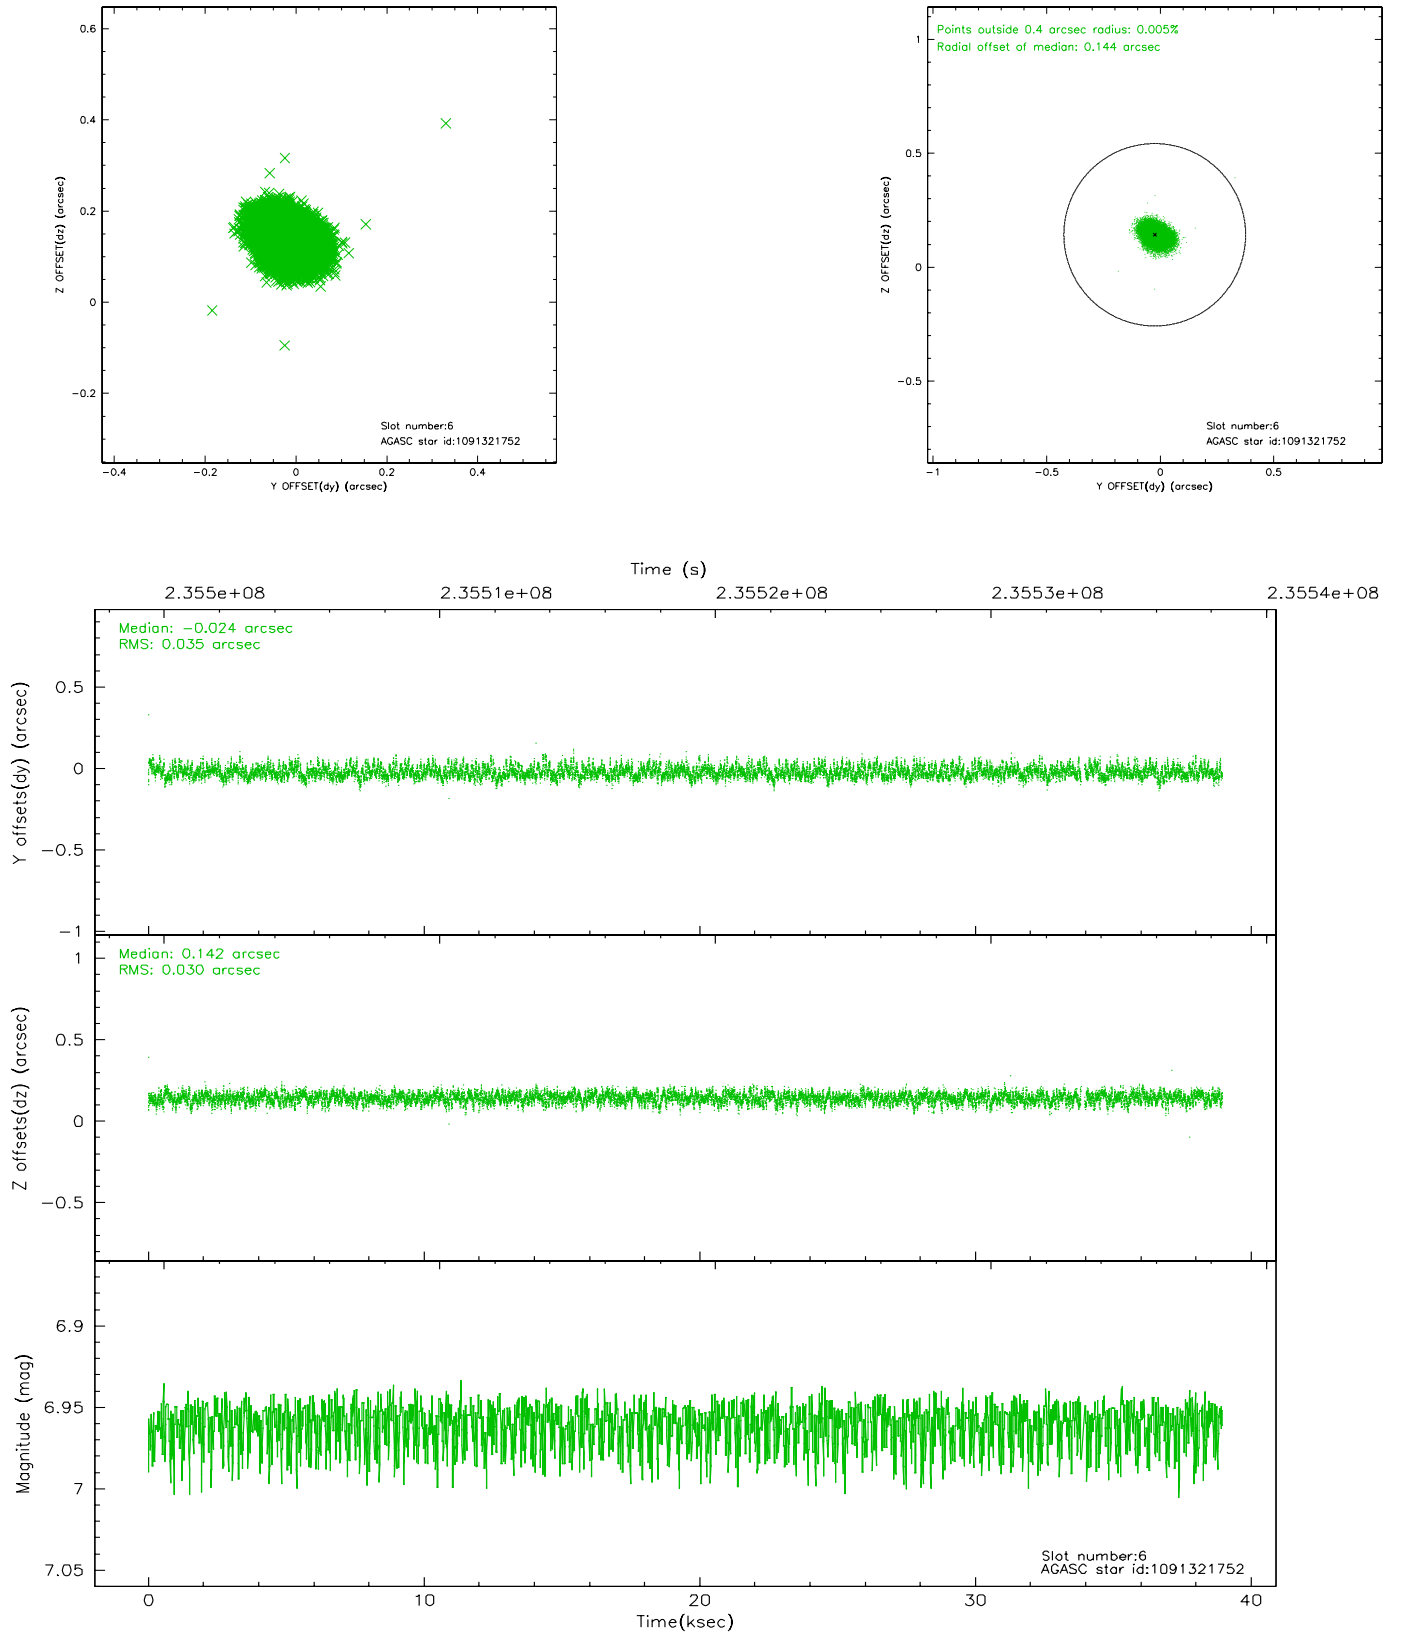 0.6
0.4
0.2
0
−0.2
Z OFFSET(dz) (arcsec)
Slot number:6
AGASC star id:1091321752
−0.4 −0.2 0 0.2 0.4
Y OFFSET(dy) (arcsec)
Points outside 0.4 arcsec radius: 0.005%
Radial offset of median: 0.144 arcsec
1
0.5
0
−0.5
Z OFFSET(dz) (arcsec)
Slot number:6
AGASC star id:1091321752
−1 −0.5 0 0.5
Y OFFSET(dy) (arcsec)
Time (s)
2.355e+08 2.3551e+08 2.3552e+08 2.3553e+08 2.3554e+08
Median: −0.024 arcsec
RMS: 0.035 arcsec
0.5
0
−0.5
−1
Y offsets(dy) (arcsec)
Median: 0.142 arcsec
RMS: 0.030 arcsec
1
0.5
0
−0.5
Z offsets(dz) (arcsec)
6.9
6.95
7
7.05
Magnitude (mag)
Slot number:6
AGASC star id:1091321752
0 10 20 30 40
Time(ksec)